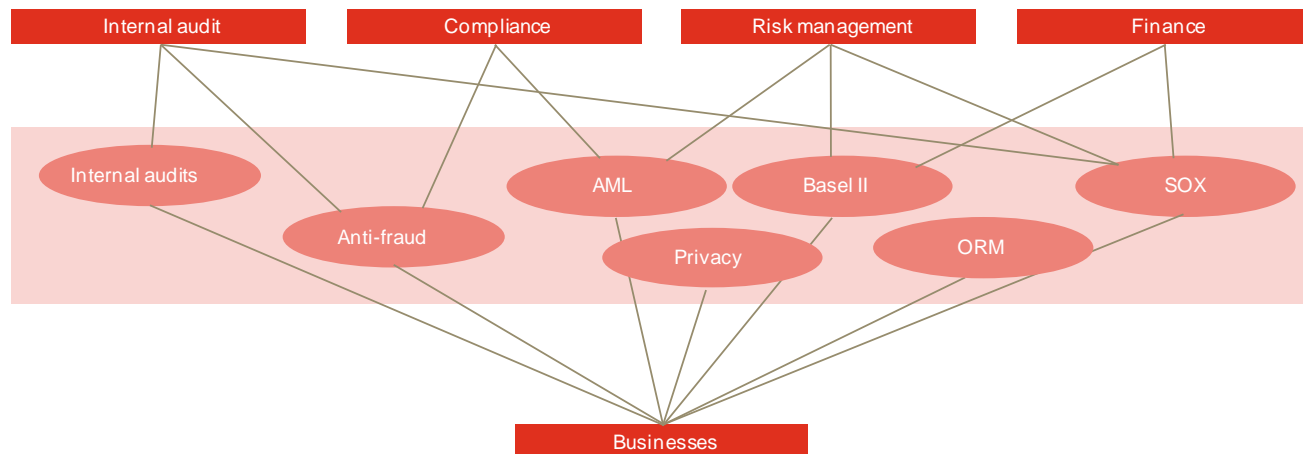 Internal audit
Compliance
Risk management
Finance
Internal audits
AML
Basel II
SOX
Anti-fraud
Privacy
ORM
Businesses